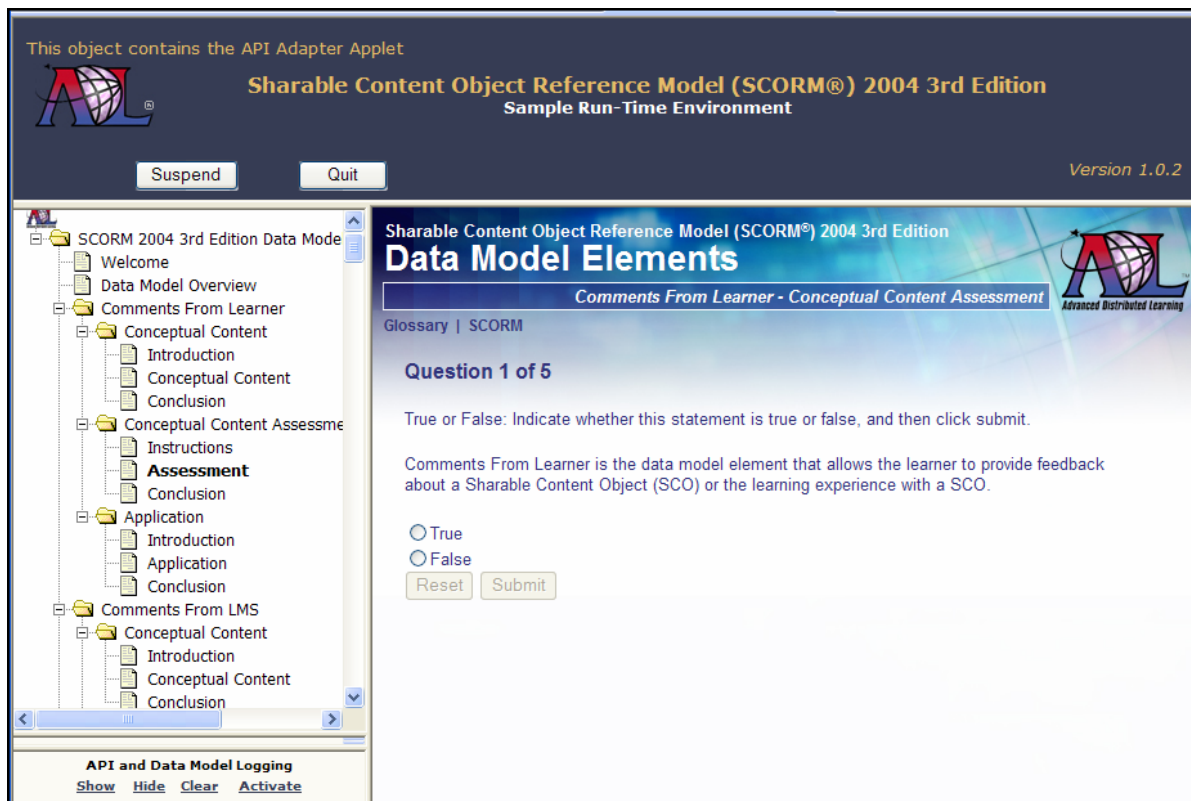 This object contains the API Adapter Applet
ADL ®
Sharable Content Object Reference Model (SCORM®) 2004 3rd Edition
Sample Run-Time Environment
Suspend Quit
Version 1.0.2
ADL
SCORM 2004 3rd Edition Data Mode
Welcome
Data Model Overview
Comments From Learner
Conceptual Content
Introduction
Conceptual Content
Conclusion
Conceptual Content Assessme
Instructions
Assessment
Conclusion
Application
Introduction
Application
Conclusion
Comments From LMS
Conceptual Content
Introduction
Conceptual Content
Conclusion
API and Data Model Logging
Show Hide Clear Activate
Sharable Content Object Reference Model (SCORM®) 2004 3rd Edition
Data Model Elements
Comments From Learner - Conceptual Content Assessment
ADL ™
Advanced Distributed Learning
Glossary | SCORM
Question 1 of 5
True or False: Indicate whether this statement is true or false, and then click submit.
Comments From Learner is the data model element that allows the learner to provide feedback
about a Sharable Content Object (SCO) or the learning experience with a SCO.
True
False
Reset Submit